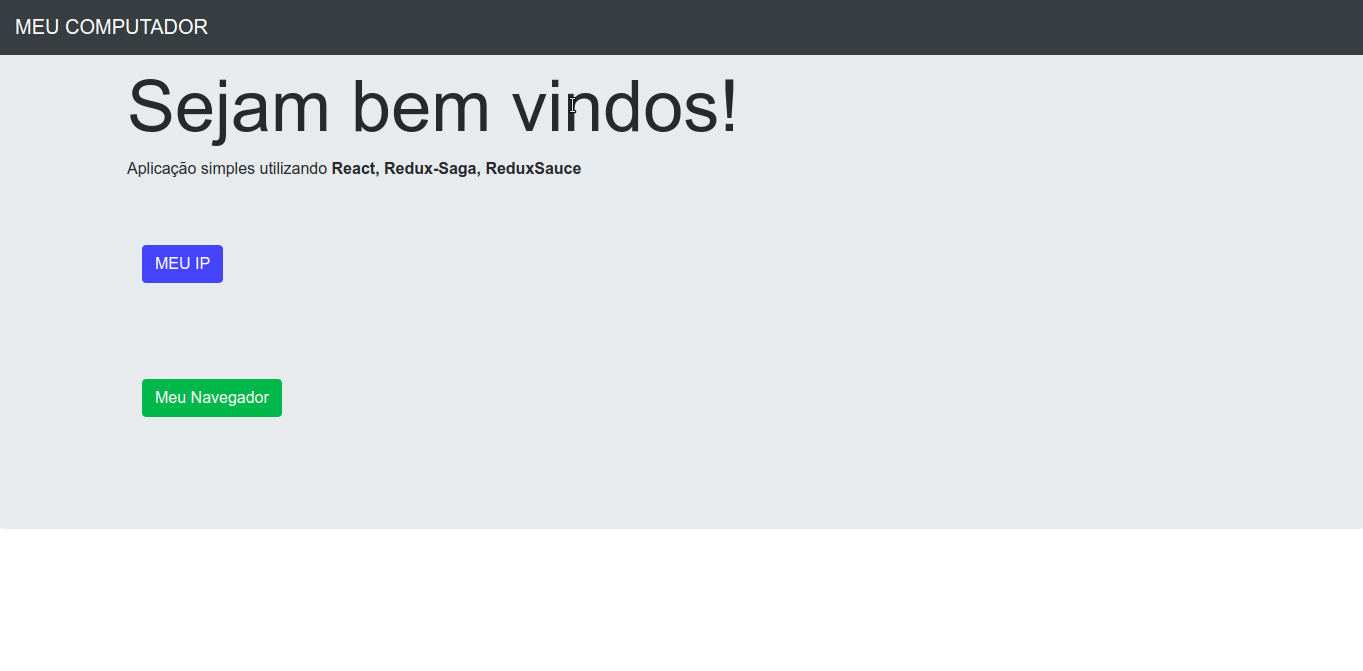 MEU COMPUTADOR
Sejam bem vindos!
Aplicação simples utilizando React, Redux-Saga, ReduxSauce
MEU IP
Meu Navegador